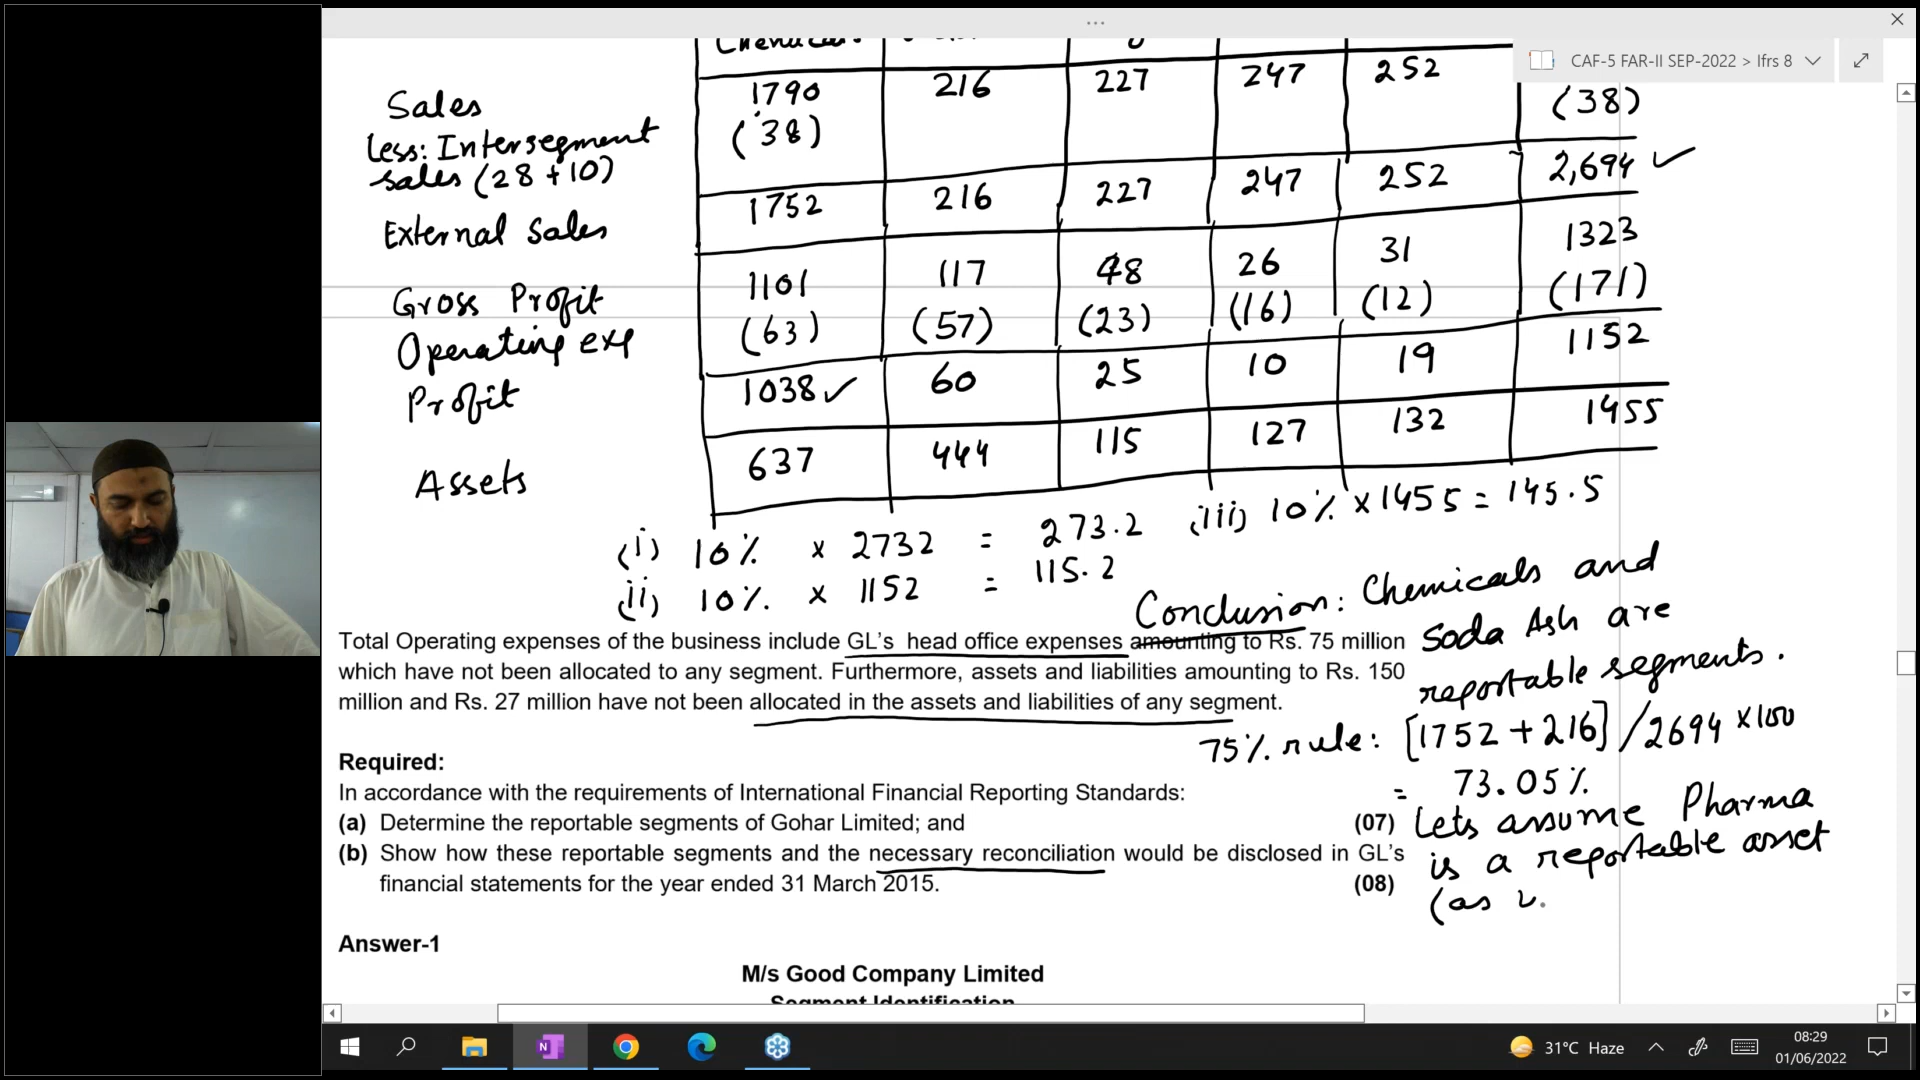 CAF-5 FAR-II SEP-2022 > Ifrs 8
Chemical
Sales 1790 216 227 247 252
less: Intersegment (38) (38)
sales (28+10)
External Sales 1752 216 227 247 252 2,694 ✓
Gross Profit 1101 117 48 26 31 1323
Operating exp (63) (57) (23) (16) (12) (171)
Profit 1038 ✓ 60 25 10 19 1152
Assets 637 444 115 127 132 1455
(i) 10% × 2732 = 273.2 (iii) 10% × 1455 = 145.5
(ii) 10% × 1152 = 115.2
Conclusion: Chemicals and
Soda Ash are
reportable segments.
Total Operating expenses of the business include GL's head office expenses amounting to Rs. 75 million
which have not been allocated to any segment. Furthermore, assets and liabilities amounting to Rs. 150
million and Rs. 27 million have not been allocated in the assets and liabilities of any segment.
75% rule: [1752 + 216] / 2694 × 100
= 73.05%
Lets assume Pharma
is a reportable asset
(as
Required:
In accordance with the requirements of International Financial Reporting Standards:
(a) Determine the reportable segments of Gohar Limited; and (07)
(b) Show how these reportable segments and the necessary reconciliation would be disclosed in GL's
financial statements for the year ended 31 March 2015. (08)
Answer-1
M/s Good Company Limited
Segment Identification
31°C Haze
08:29
01/06/2022